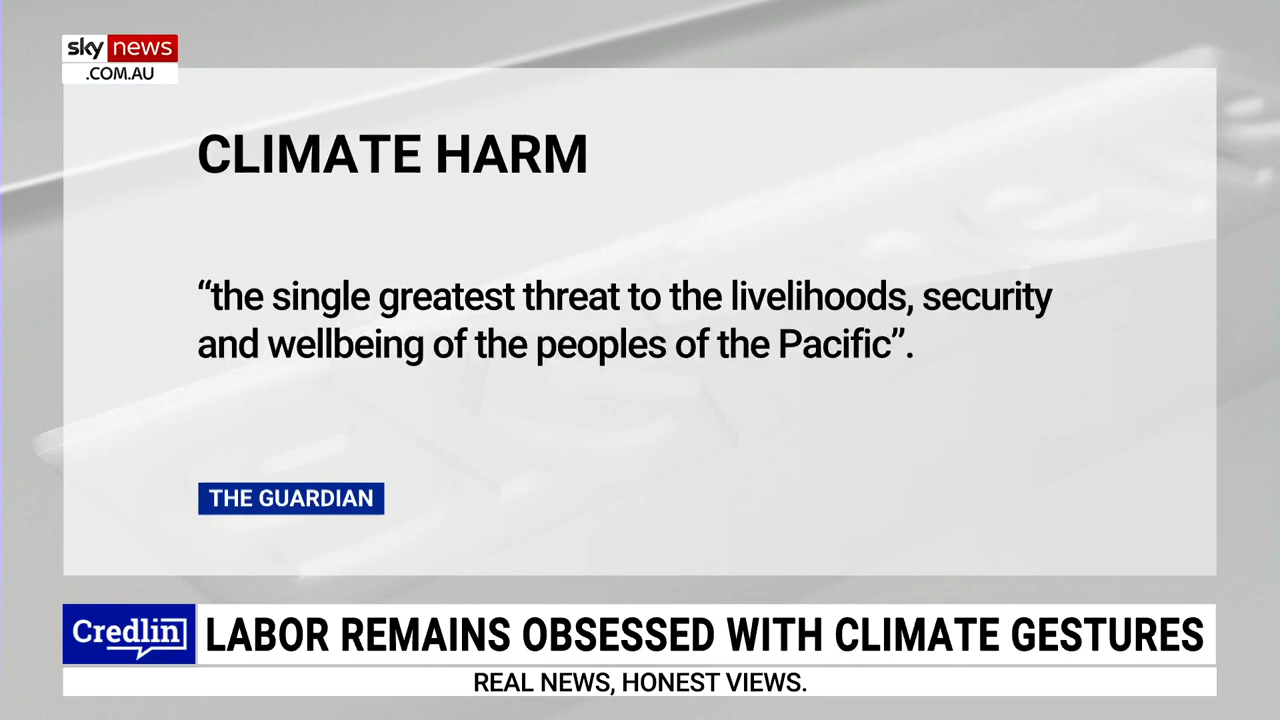 sky news
.COM.AU
CLIMATE HARM
“the single greatest threat to the livelihoods, security
and wellbeing of the peoples of the Pacific”.
THE GUARDIAN
Credlin
LABOR REMAINS OBSESSED WITH CLIMATE GESTURES
REAL NEWS, HONEST VIEWS.